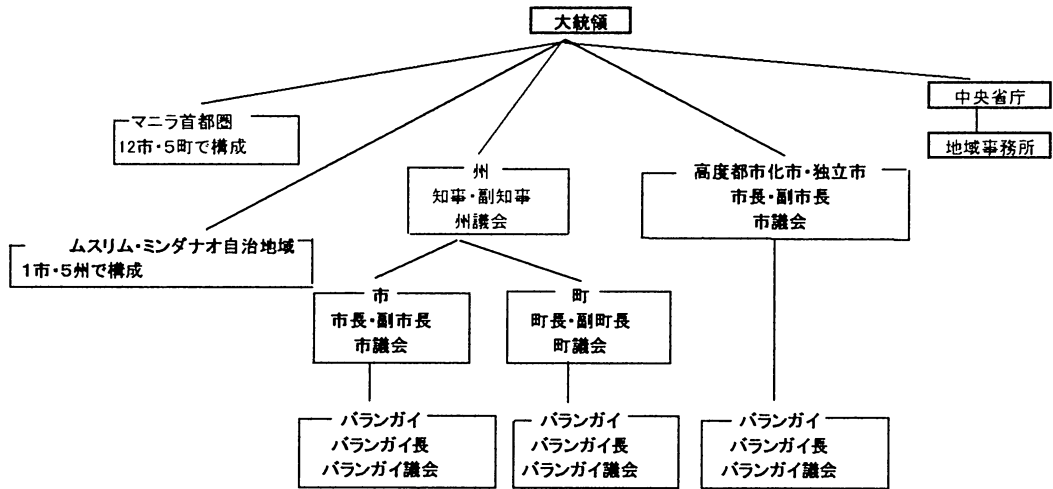 大統領
中央省庁
地域事務所
マニラ首都圏
12市・5町で構成
州
知事・副知事
州議会
高度都市化市・独立市
市長・副市長
市議会
ムスリム・ミンダナオ自治地域
1市・5州で構成
市
市長・副市長
市議会
町
町長・副町長
町議会
バランガイ
バランガイ長
バランガイ議会
バランガイ
バランガイ長
バランガイ議会
バランガイ
バランガイ長
バランガイ議会